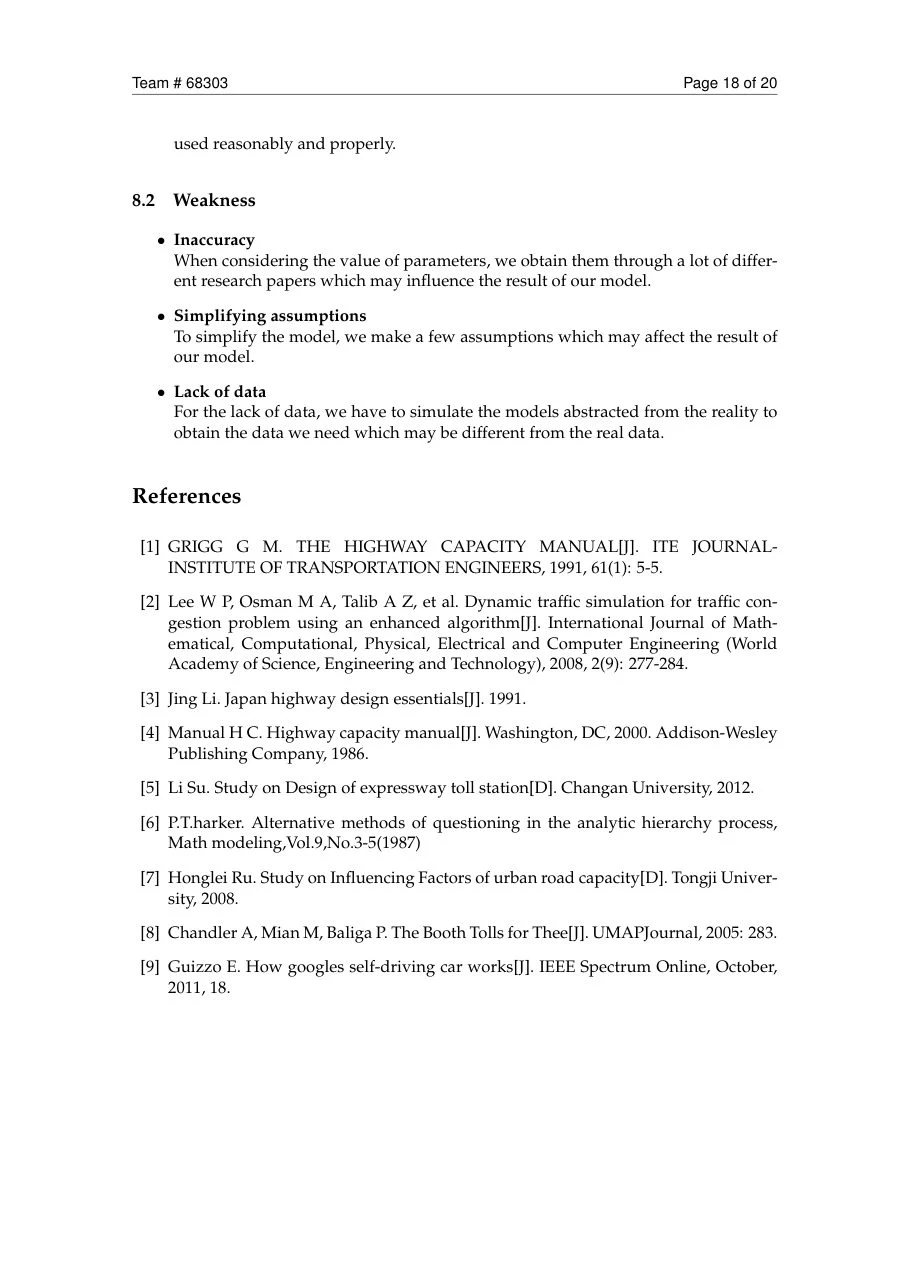 Team # 68303 Page 18 of 20
used reasonably and properly.
8.2 Weakness
• Inaccuracy
When considering the value of parameters, we obtain them through a lot of differ-
ent research papers which may influence the result of our model.
• Simplifying assumptions
To simplify the model, we make a few assumptions which may affect the result of
our model.
• Lack of data
For the lack of data, we have to simulate the models abstracted from the reality to
obtain the data we need which may be different from the real data.
References
[1] GRIGG G M. THE HIGHWAY CAPACITY MANUAL[J]. ITE JOURNAL-
INSTITUTE OF TRANSPORTATION ENGINEERS, 1991, 61(1): 5-5.
[2] Lee W P, Osman M A, Talib A Z, et al. Dynamic traffic simulation for traffic con-
gestion problem using an enhanced algorithm[J]. International Journal of Math-
ematical, Computational, Physical, Electrical and Computer Engineering (World
Academy of Science, Engineering and Technology), 2008, 2(9): 277-284.
[3] Jing Li. Japan highway design essentials[J]. 1991.
[4] Manual H C. Highway capacity manual[J]. Washington, DC, 2000. Addison-Wesley
Publishing Company, 1986.
[5] Li Su. Study on Design of expressway toll station[D]. Changan University, 2012.
[6] P.T.harker. Alternative methods of questioning in the analytic hierarchy process,
Math modeling,Vol.9,No.3-5(1987)
[7] Honglei Ru. Study on Influencing Factors of urban road capacity[D]. Tongji Univer-
sity, 2008.
[8] Chandler A, Mian M, Baliga P. The Booth Tolls for Thee[J]. UMAPJournal, 2005: 283.
[9] Guizzo E. How googles self-driving car works[J]. IEEE Spectrum Online, October,
2011, 18.